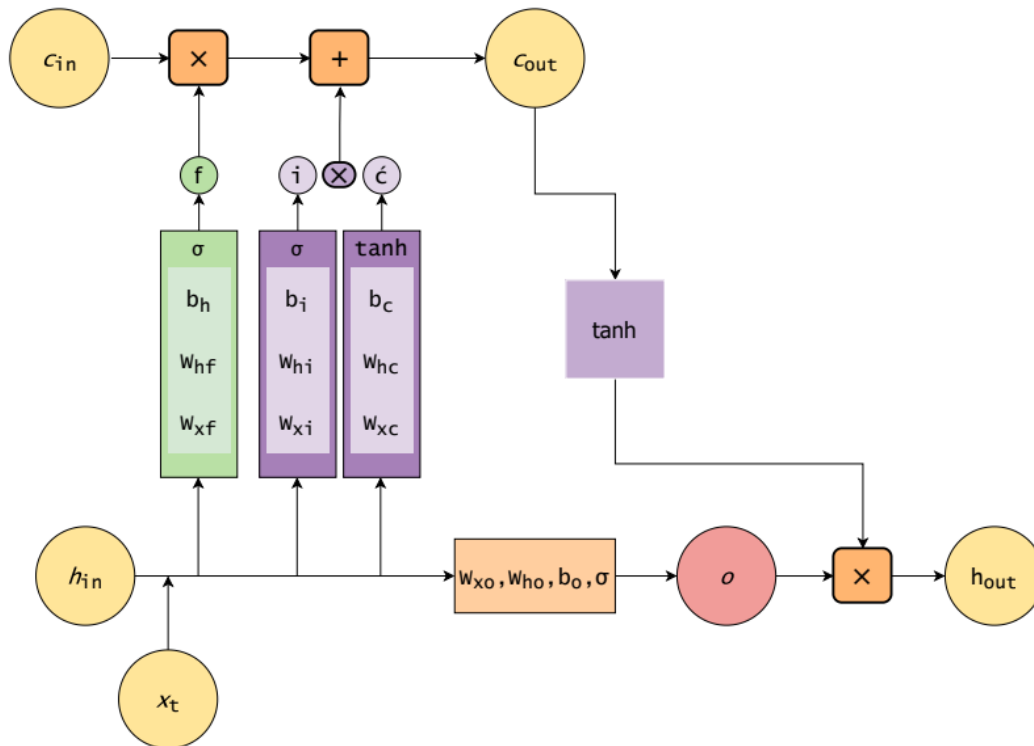 c_in × + c_out
f i × ć
σ σ tanh
b_h b_i b_c
tanh
W_hf W_hi W_hc
W_xf W_xi W_xc
h_in W_xo,W_ho,b_o,σ o × h_out
x_t